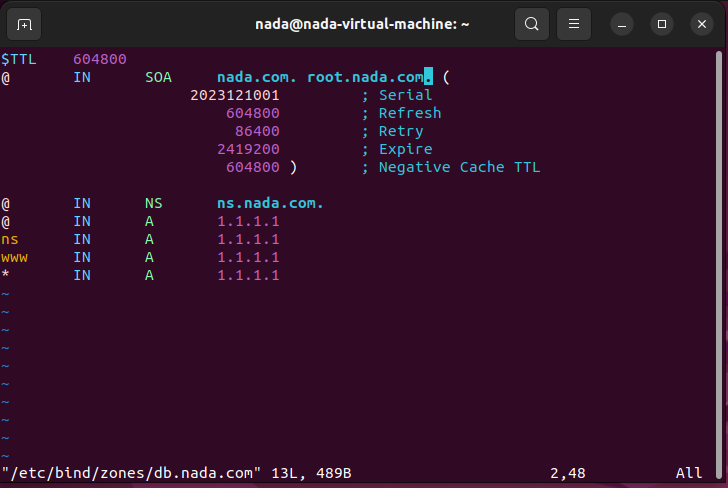 nada@nada-virtual-machine: ~
$TTL 604800
@ IN SOA nada.com. root.nada.com. (
2023121001 ; Serial
604800 ; Refresh
86400 ; Retry
2419200 ; Expire
604800 ) ; Negative Cache TTL
@ IN NS ns.nada.com.
@ IN A 1.1.1.1
ns IN A 1.1.1.1
www IN A 1.1.1.1
* IN A 1.1.1.1
~
~
~
~
~
~
~
~
~
~
"/etc/bind/zones/db.nada.com" 13L, 489B 2,48 All